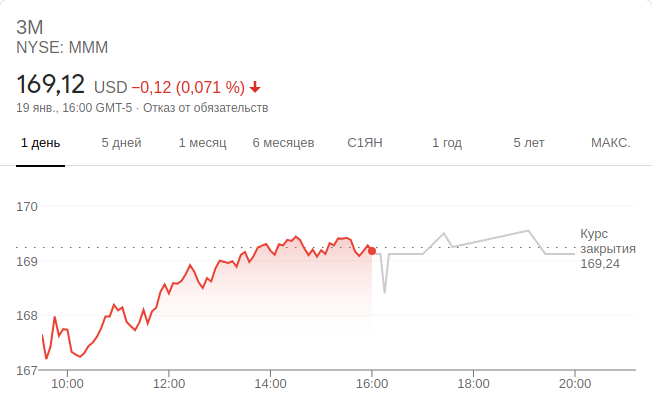 3M
NYSE: MMM
169,12 USD −0,12 (0,071 %)
19 янв., 16:00 GMT-5 · Отказ от обязательств
1 день 5 дней 1 месяц 6 месяцев С1ЯН 1 год 5 лет МАКС.
170
169
168
167
Курс
закрытия
169,24
10:00 12:00 14:00 16:00 18:00 20:00